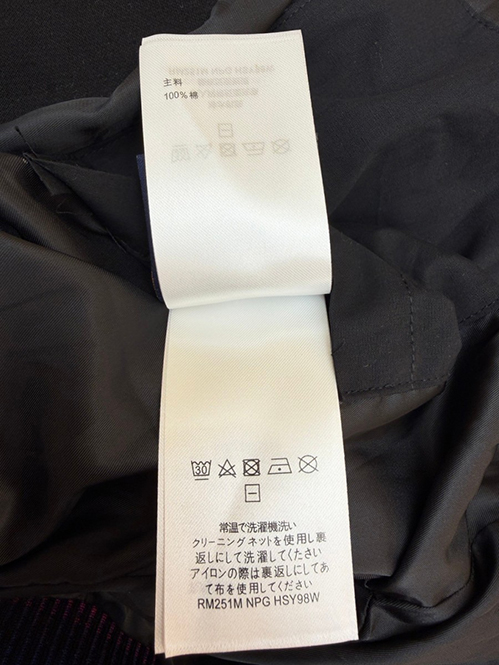 主料
100%棉
30
常温で洗濯機洗い
クリーニングネットを使用し裏
返しにして洗濯してください
アイロンの際は裏返しにしてあ
て布を使用してください
RM251M NPG HSY98W